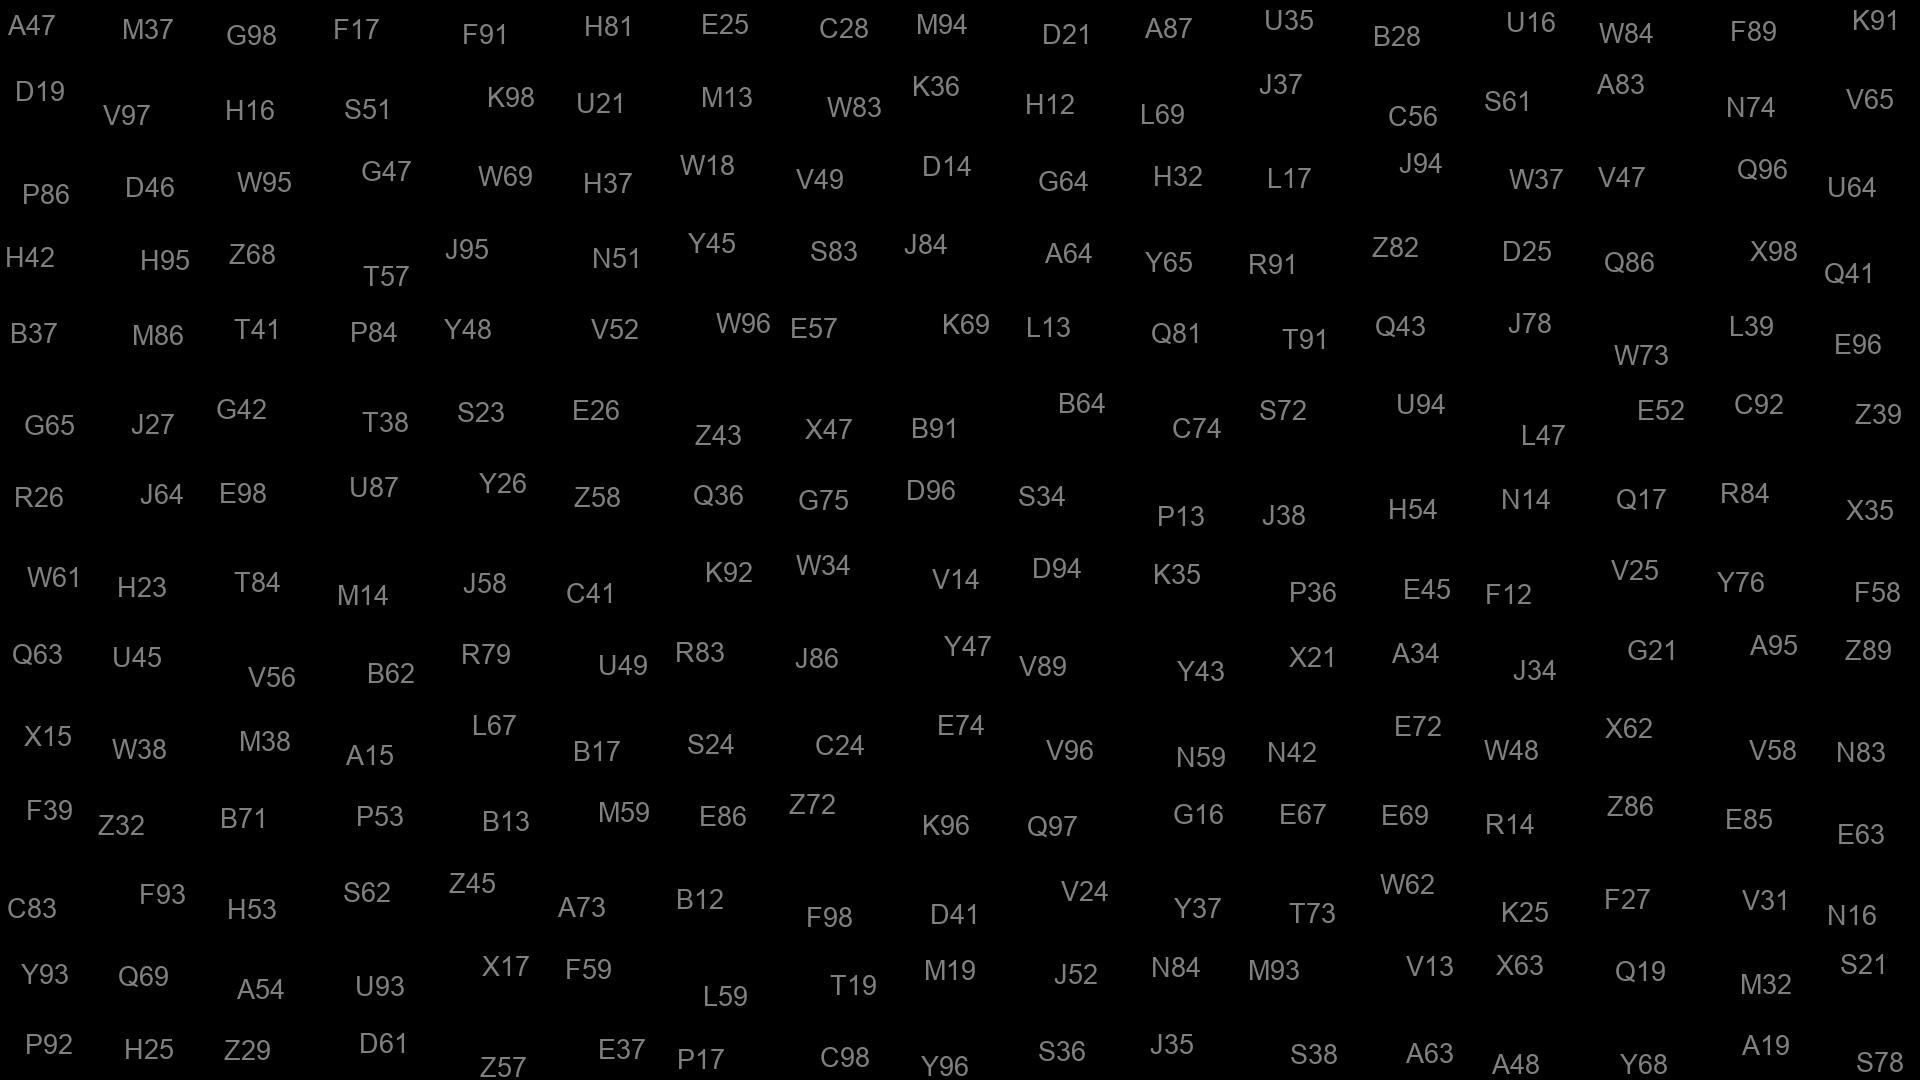 A47 M37 G98 F17 F91 H81 E25 C28 M94 D21 A87 U35 B28 U16 W84 F89 K91
D19 V97 H16 S51 K98 U21 M13 W83 K36 H12 L69 J37 C56 S61 A83 N74 V65
P86 D46 W95 G47 W69 H37 W18 V49 D14 G64 H32 L17 J94 W37 V47 Q96 U64
H42 H95 Z68 T57 J95 N51 Y45 S83 J84 A64 Y65 R91 Z82 D25 Q86 X98 Q41
B37 M86 T41 P84 Y48 V52 W96 E57 K69 L13 Q81 T91 Q43 J78 W73 L39 E96
G65 J27 G42 T38 S23 E26 Z43 X47 B91 B64 C74 S72 U94 L47 E52 C92 Z39
R26 J64 E98 U87 Y26 Z58 Q36 G75 D96 S34 P13 J38 H54 N14 Q17 R84 X35
W61 H23 T84 M14 J58 C41 K92 W34 V14 D94 K35 P36 E45 F12 V25 Y76 F58
Q63 U45 V56 B62 R79 U49 R83 J86 Y47 V89 Y43 X21 A34 J34 G21 A95 Z89
X15 W38 M38 A15 L67 B17 S24 C24 E74 V96 N59 N42 E72 W48 X62 V58 N83
F39 Z32 B71 P53 B13 M59 E86 Z72 K96 Q97 G16 E67 E69 R14 Z86 E85 E63
C83 F93 H53 S62 Z45 A73 B12 F98 D41 V24 Y37 T73 W62 K25 F27 V31 N16
Y93 Q69 A54 U93 X17 F59 L59 T19 M19 J52 N84 M93 V13 X63 Q19 M32 S21
P92 H25 Z29 D61 Z57 E37 P17 C98 Y96 S36 J35 S38 A63 A48 Y68 A19 S78